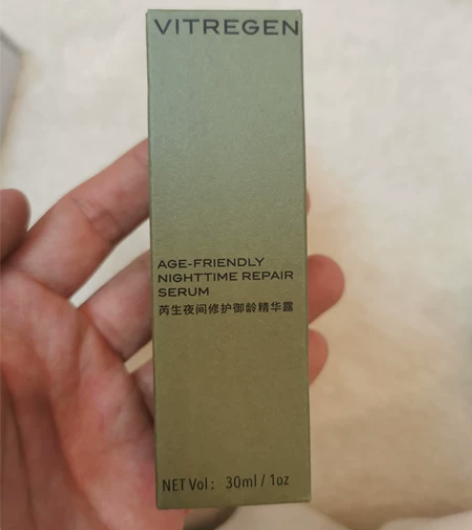 VITREGEN
AGE-FRIENDLY
NIGHTTIME REPAIR
SERUM
芮生夜间修护御龄精华露
NET Vol: 30ml / 1oz